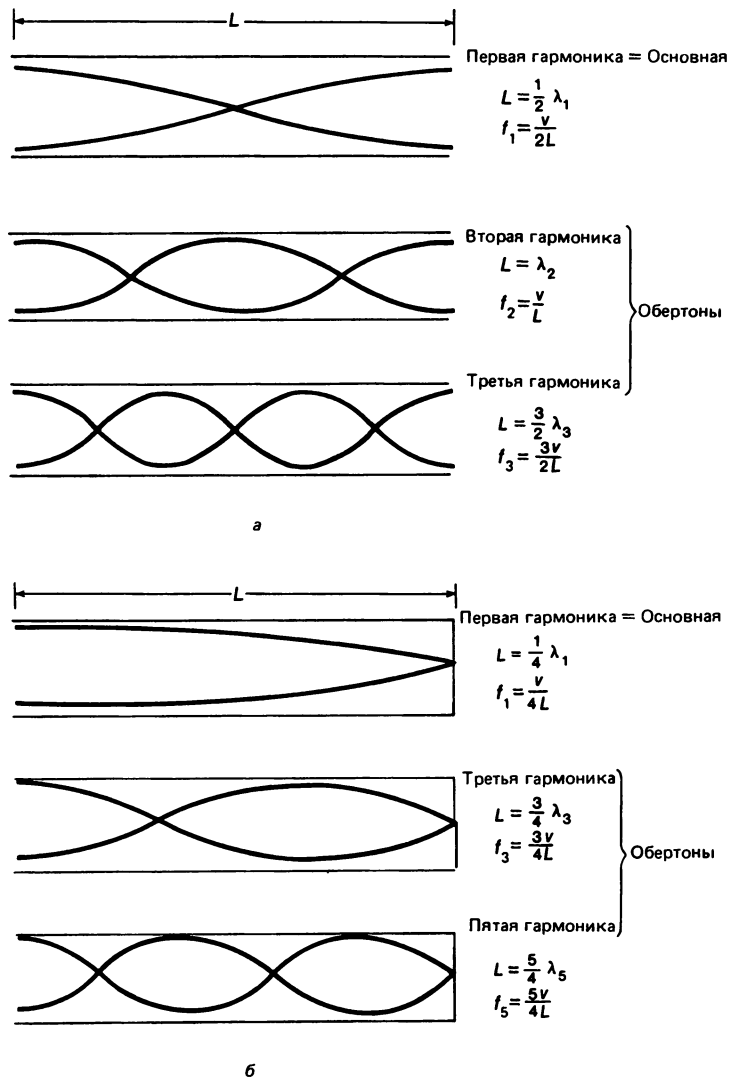 L
Первая гармоника = Основная
L = 1/2 λ₁
f₁ = v/2L
Вторая гармоника
L = λ₂
f₂ = v/L
Обертоны
Третья гармоника
L = 3/2 λ₃
f₃ = 3v/2L
а
L
Первая гармоника = Основная
L = 1/4 λ₁
f₁ = v/4L
Третья гармоника
L = 3/4 λ₃
f₃ = 3v/4L
Обертоны
Пятая гармоника
L = 5/4 λ₅
f₅ = 5v/4L
б